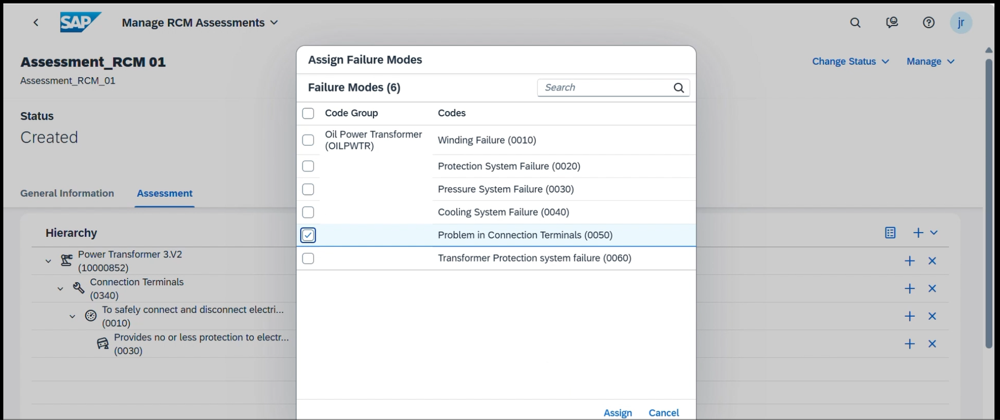 SAP
Manage RCM Assessments
jr
Assessment_RCM 01
Assessment_RCM_01
Change Status
Manage
Status
Created
General Information
Assessment
Hierarchy
Power Transformer 3.V2
(10000852)
Connection Terminals
(0340)
To safely connect and disconnect electri...
(0010)
Provides no or less protection to electr...
(0030)
Assign Failure Modes
Failure Modes (6)
Search
Code Group
Codes
Oil Power Transformer
(OILPWTR)
Winding Failure (0010)
Protection System Failure (0020)
Pressure System Failure (0030)
Cooling System Failure (0040)
Problem in Connection Terminals (0050)
Transformer Protection system failure (0060)
Assign
Cancel